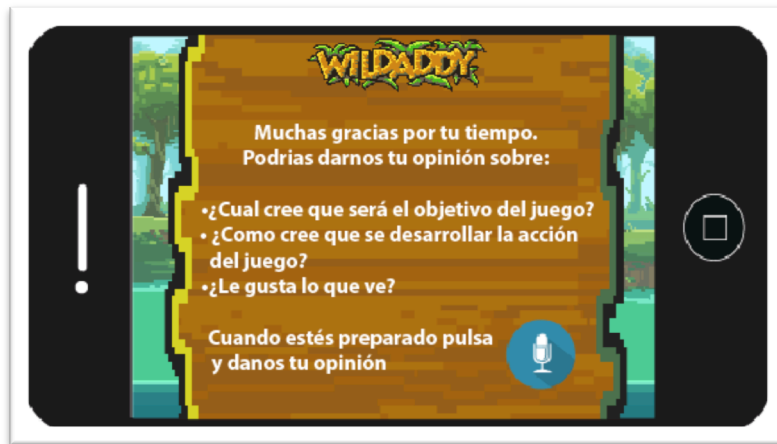 WILDADDY
Muchas gracias por tu tiempo.
Podrias darnos tu opinión sobre:
•¿Cual cree que será el objetivo del juego?
• ¿Como cree que se desarrollar la acción
del juego?
•¿Le gusta lo que ve?
Cuando estés preparado pulsa
y danos tu opinión